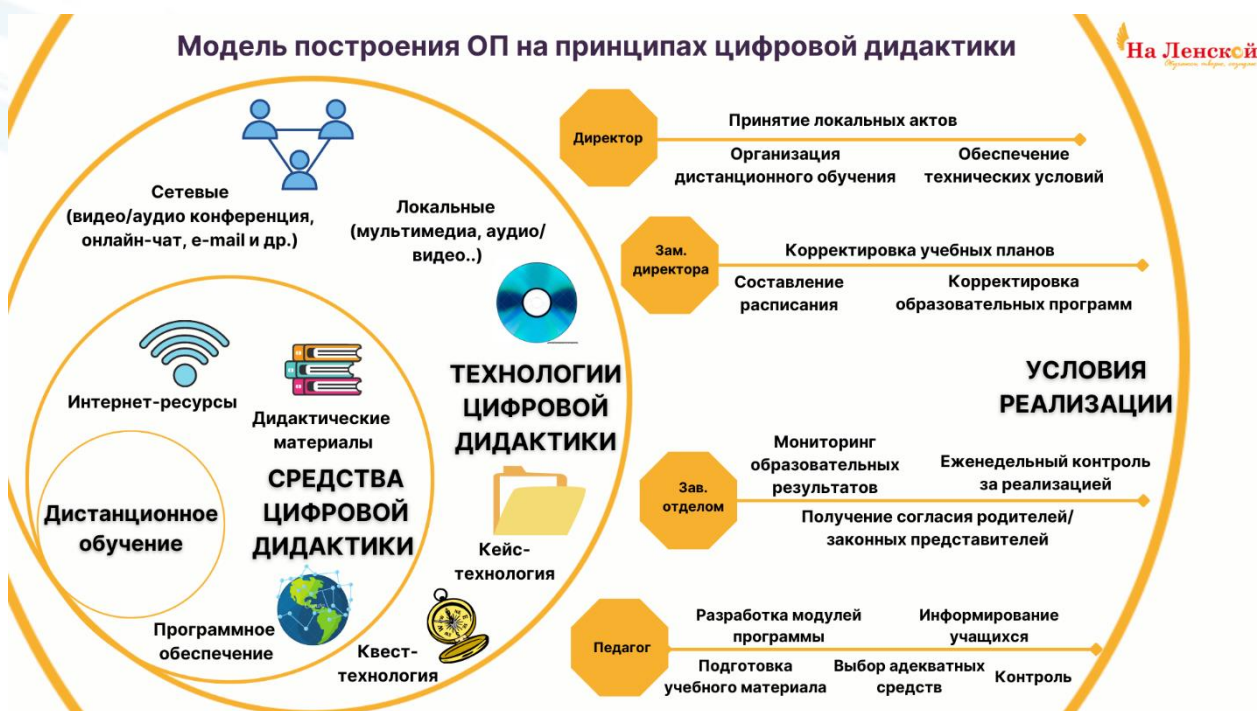 Модель построения ОП на принципах цифровой дидактики
На Ленской
Сетевые
(видео/аудио конференция,
онлайн-чат, e-mail и др.)
Локальные
(мультимедиа, аудио/
видео..)
ТЕХНОЛОГИИ
ЦИФРОВОЙ
ДИДАКТИКИ
Кейс-
технология
Квест-
технология
Интернет-ресурсы
Дидактические
материалы
СРЕДСТВА
ЦИФРОВОЙ
ДИДАКТИКИ
Программное
обеспечение
Дистанционное
обучение
Директор
Принятие локальных актов
Организация
дистанционного обучения
Обеспечение
технических условий
Зам.
директора
Корректировка учебных планов
Составление
расписания
Корректировка
образовательных программ
УСЛОВИЯ
РЕАЛИЗАЦИИ
Зав.
отделом
Мониторинг
образовательных
результатов
Еженедельный контроль
за реализацией
Получение согласия родителей/
законных представителей
Педагог
Разработка модулей
программы
Информирование
учащихся
Подготовка
учебного материала
Выбор адекватных
средств
Контроль